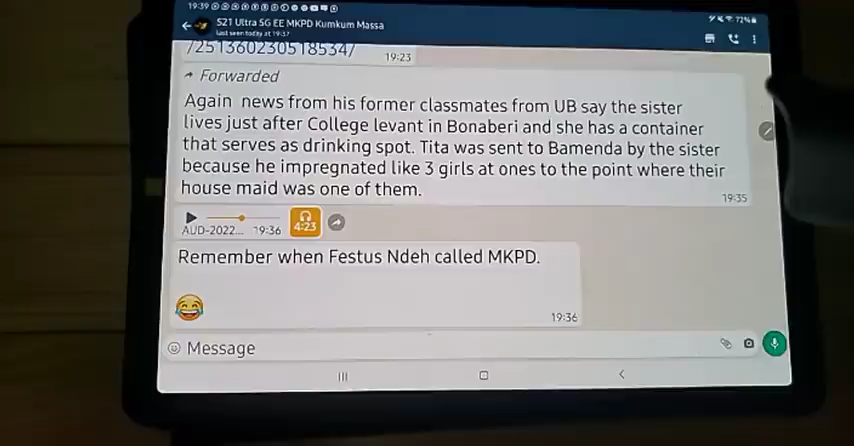 19:39
72%
S21 Ultra 5G EE MKPD Kumkum Massa
last seen today at 19:37
/251360230518534/
19:23
Forwarded
Again news from his former classmates from UB say the sister
lives just after College levant in Bonaberi and she has a container
that serves as drinking spot. Tita was sent to Bamenda by the sister
because he impregnated like 3 girls at ones to the point where their
house maid was one of them.
19:35
AUD-2022... 19:36
4:23
Remember when Festus Ndeh called MKPD.
😂
19:36
Message